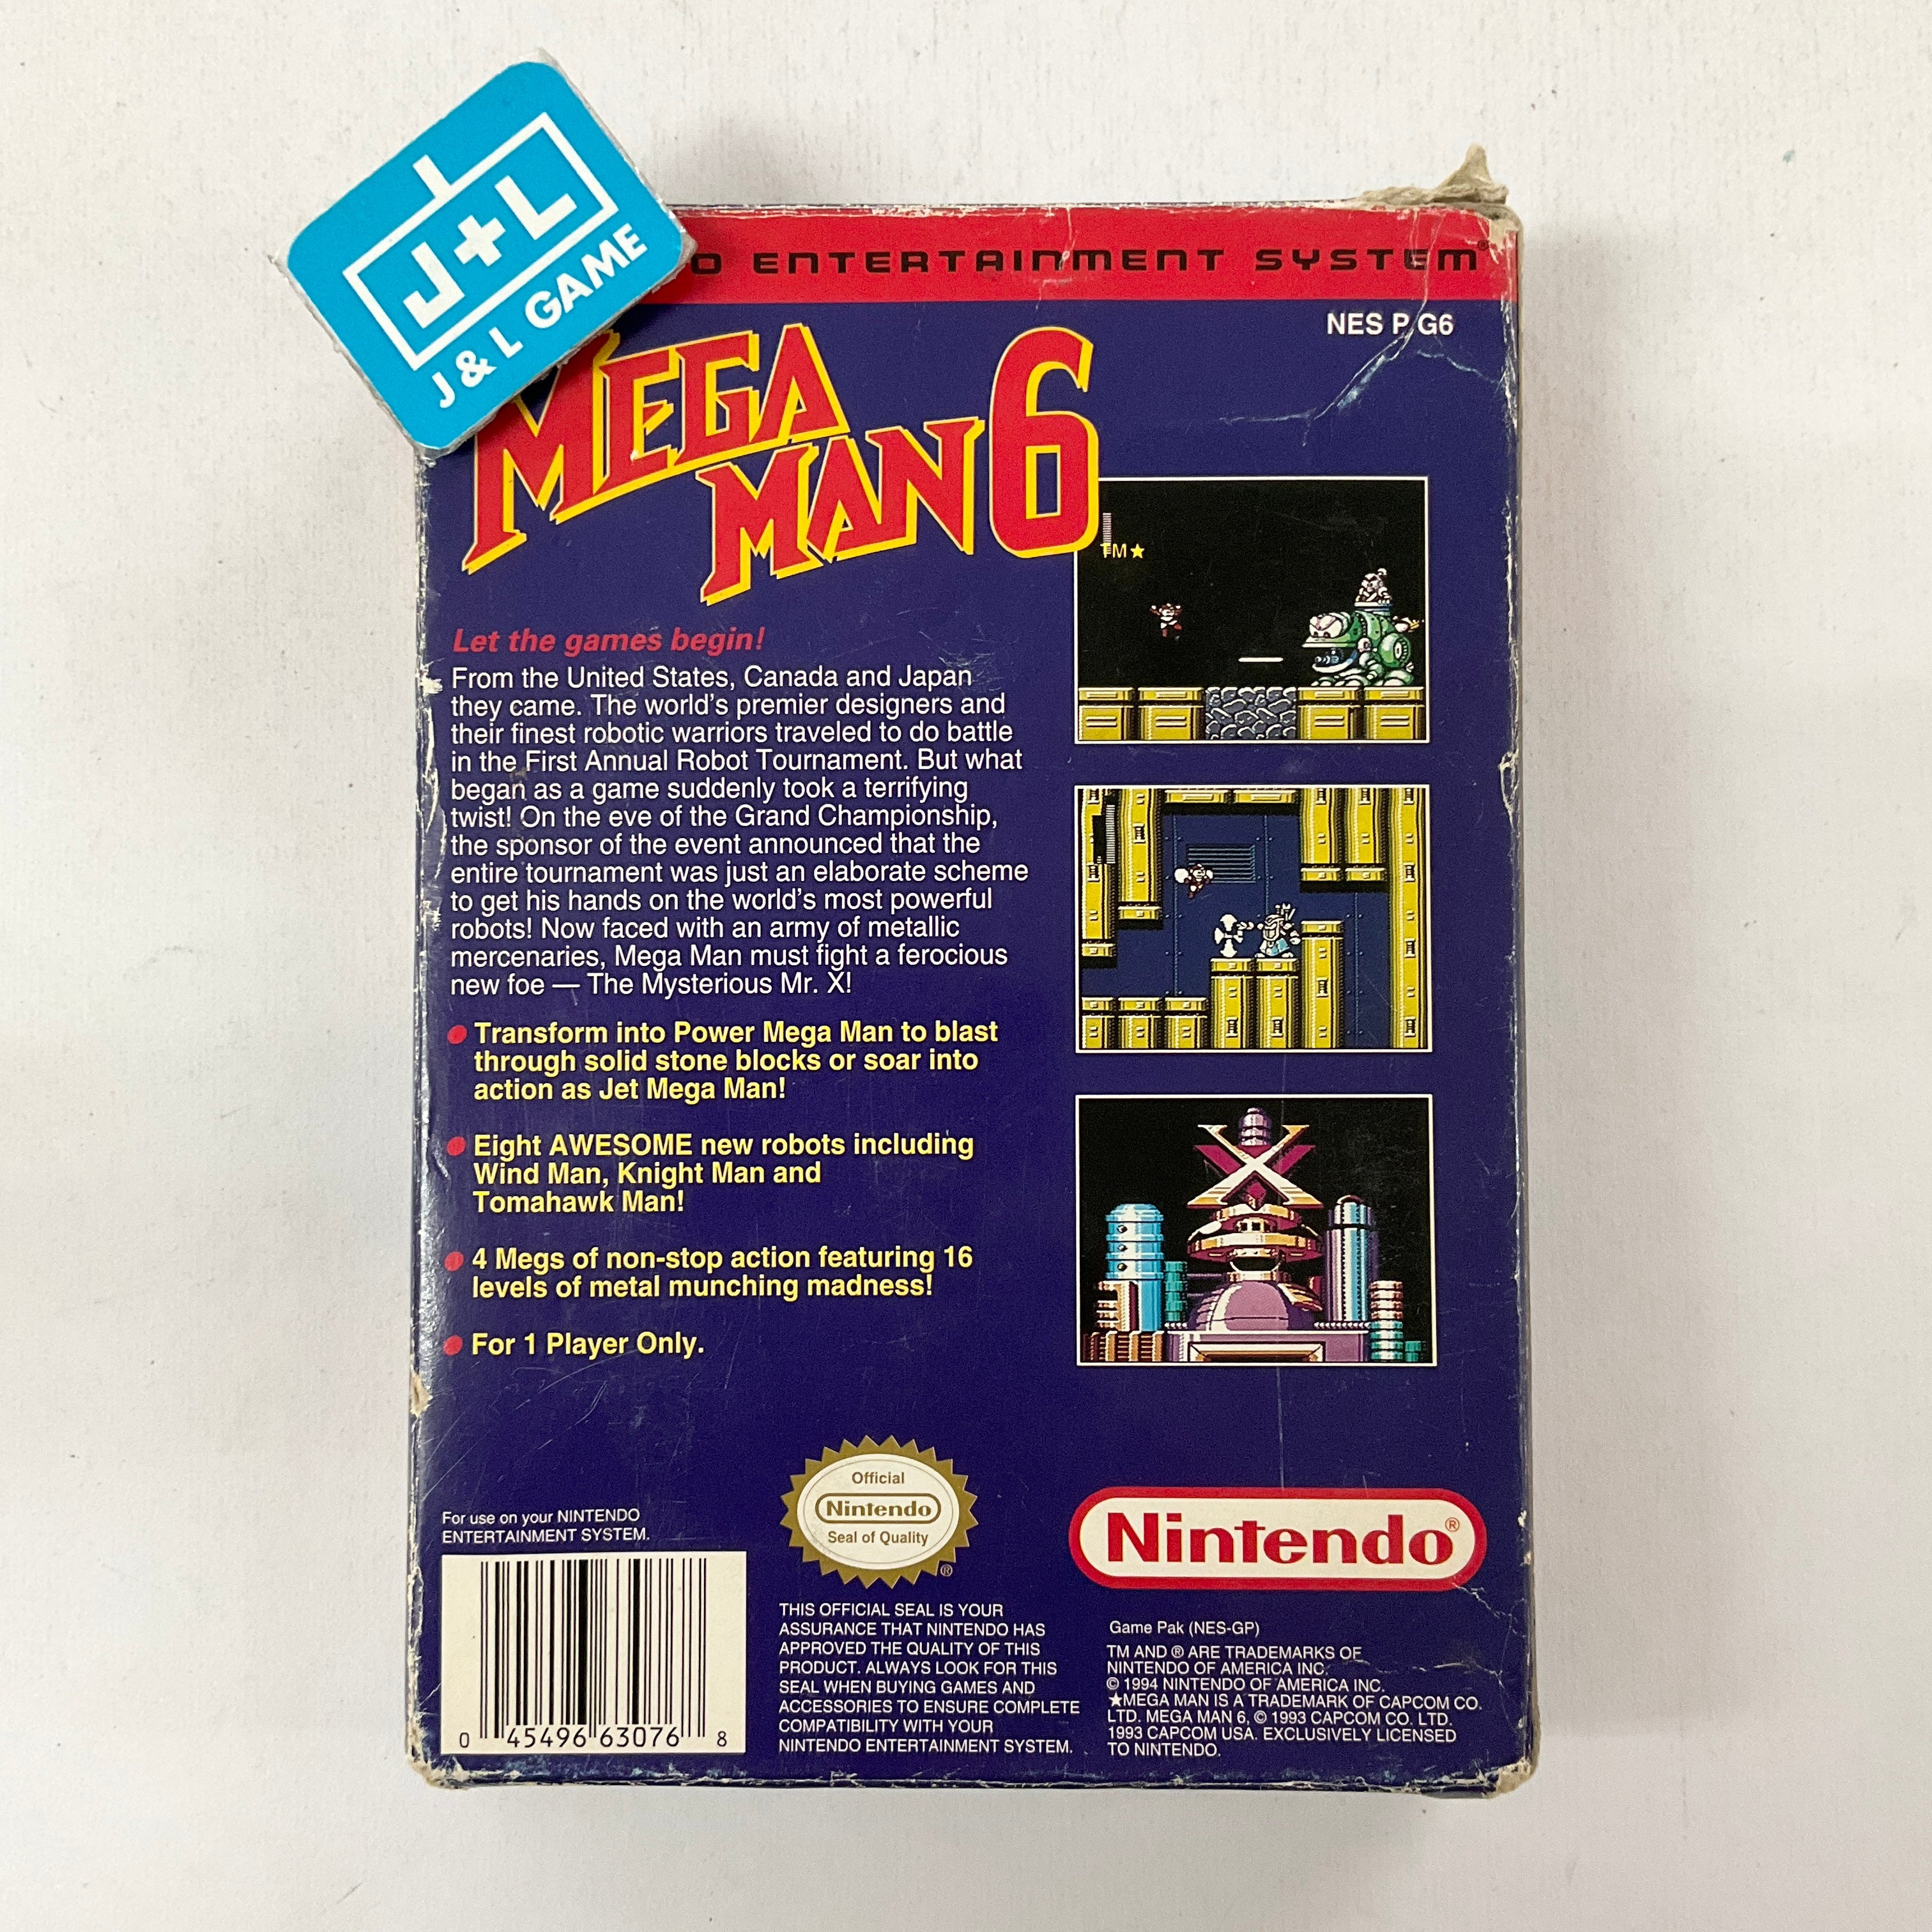 J+L
J & L GAME
O ENTERTAINMENT SYSTEM®
NES P G6
MEGA
MAN 6
TM★
Let the games begin!
From the United States, Canada and Japan
they came. The world's premier designers and
their finest robotic warriors traveled to do battle
in the First Annual Robot Tournament. But what
began as a game suddenly took a terrifying
twist! On the eve of the Grand Championship,
the sponsor of the event announced that the
entire tournament was just an elaborate scheme
to get his hands on the world's most powerful
robots! Now faced with an army of metallic
mercenaries, Mega Man must fight a ferocious
new foe — The Mysterious Mr. X!
Transform into Power Mega Man to blast
through solid stone blocks or soar into
action as Jet Mega Man!
Eight AWESOME new robots including
Wind Man, Knight Man and
Tomahawk Man!
4 Megs of non-stop action featuring 16
levels of metal munching madness!
For 1 Player Only.
X
For use on your NINTENDO
ENTERTAINMENT SYSTEM.
0 45496 63076 8
Official
Nintendo
Seal of Quality
®
THIS OFFICIAL SEAL IS YOUR
ASSURANCE THAT NINTENDO HAS
APPROVED THE QUALITY OF THIS
PRODUCT. ALWAYS LOOK FOR THIS
SEAL WHEN BUYING GAMES AND
ACCESSORIES TO ENSURE COMPLETE
COMPATIBILITY WITH YOUR
NINTENDO ENTERTAINMENT SYSTEM.
Nintendo®
Game Pak (NES-GP)
TM AND ® ARE TRADEMARKS OF
NINTENDO OF AMERICA INC.
© 1994 NINTENDO OF AMERICA INC.
★MEGA MAN IS A TRADEMARK OF CAPCOM CO.
LTD. MEGA MAN 6, © 1993 CAPCOM CO. LTD.
1993 CAPCOM USA. EXCLUSIVELY LICENSED
TO NINTENDO.